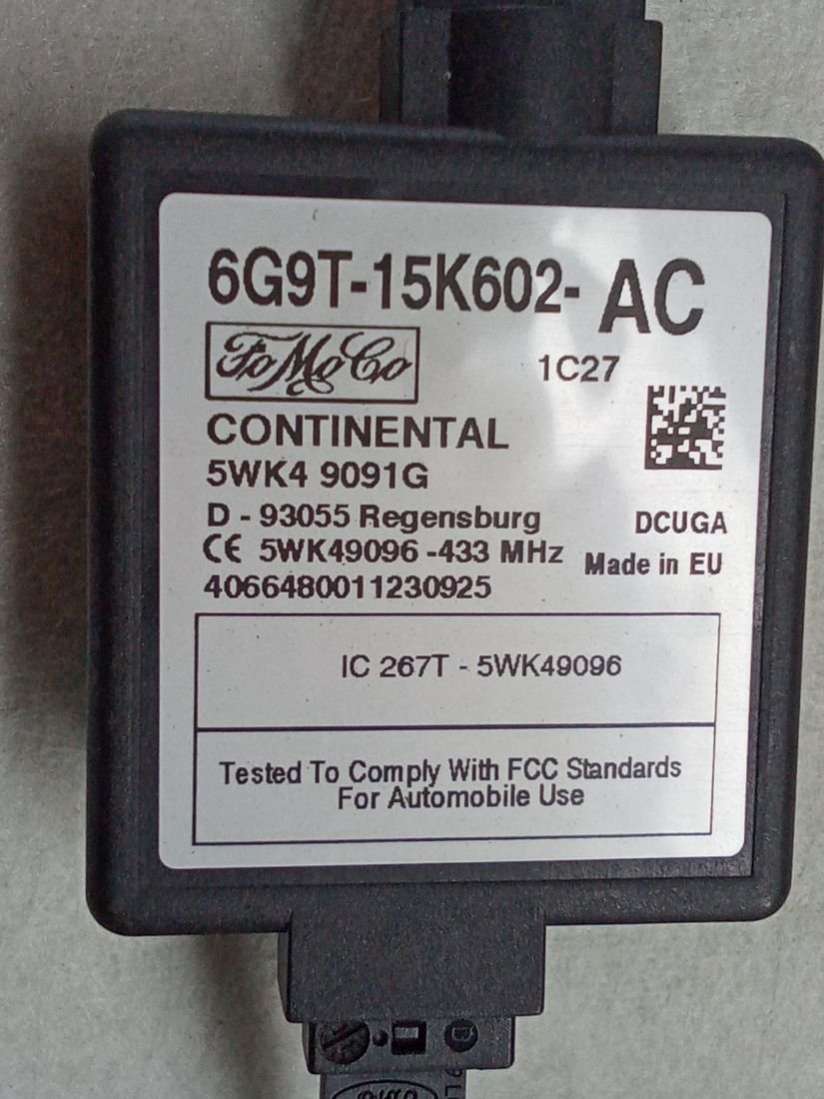 6G9T-15K602- AC
FoMoCo
1C27
CONTINENTAL
5WK4 9091G
D - 93055 Regensburg
DCUGA
CE 5WK49096 -433 MHz
Made in EU
4066480011230925
IC 267T - 5WK49096
Tested To Comply With FCC Standards
For Automobile Use